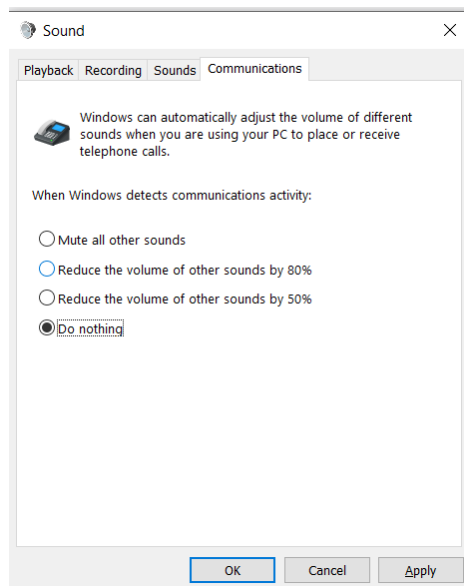 Sound
Playback Recording Sounds Communications
Windows can automatically adjust the volume of different
sounds when you are using your PC to place or receive
telephone calls.
When Windows detects communications activity:
Mute all other sounds
Reduce the volume of other sounds by 80%
Reduce the volume of other sounds by 50%
Do nothing
OK Cancel Apply